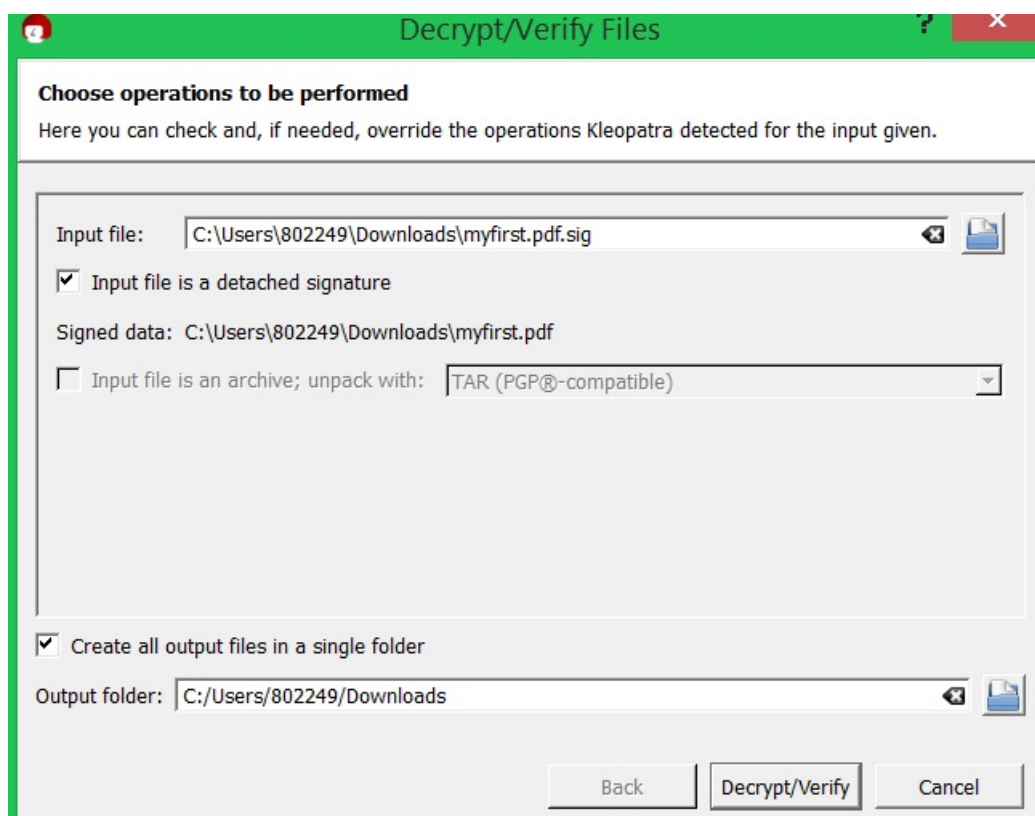 Decrypt/Verify Files
?
Choose operations to be performed
Here you can check and, if needed, override the operations Kleopatra detected for the input given.
Input file: C:\Users\802249\Downloads\myfirst.pdf.sig
Input file is a detached signature
Signed data: C:\Users\802249\Downloads\myfirst.pdf
Input file is an archive; unpack with: TAR (PGP®-compatible)
Create all output files in a single folder
Output folder: C:/Users/802249/Downloads
Back Decrypt/Verify Cancel